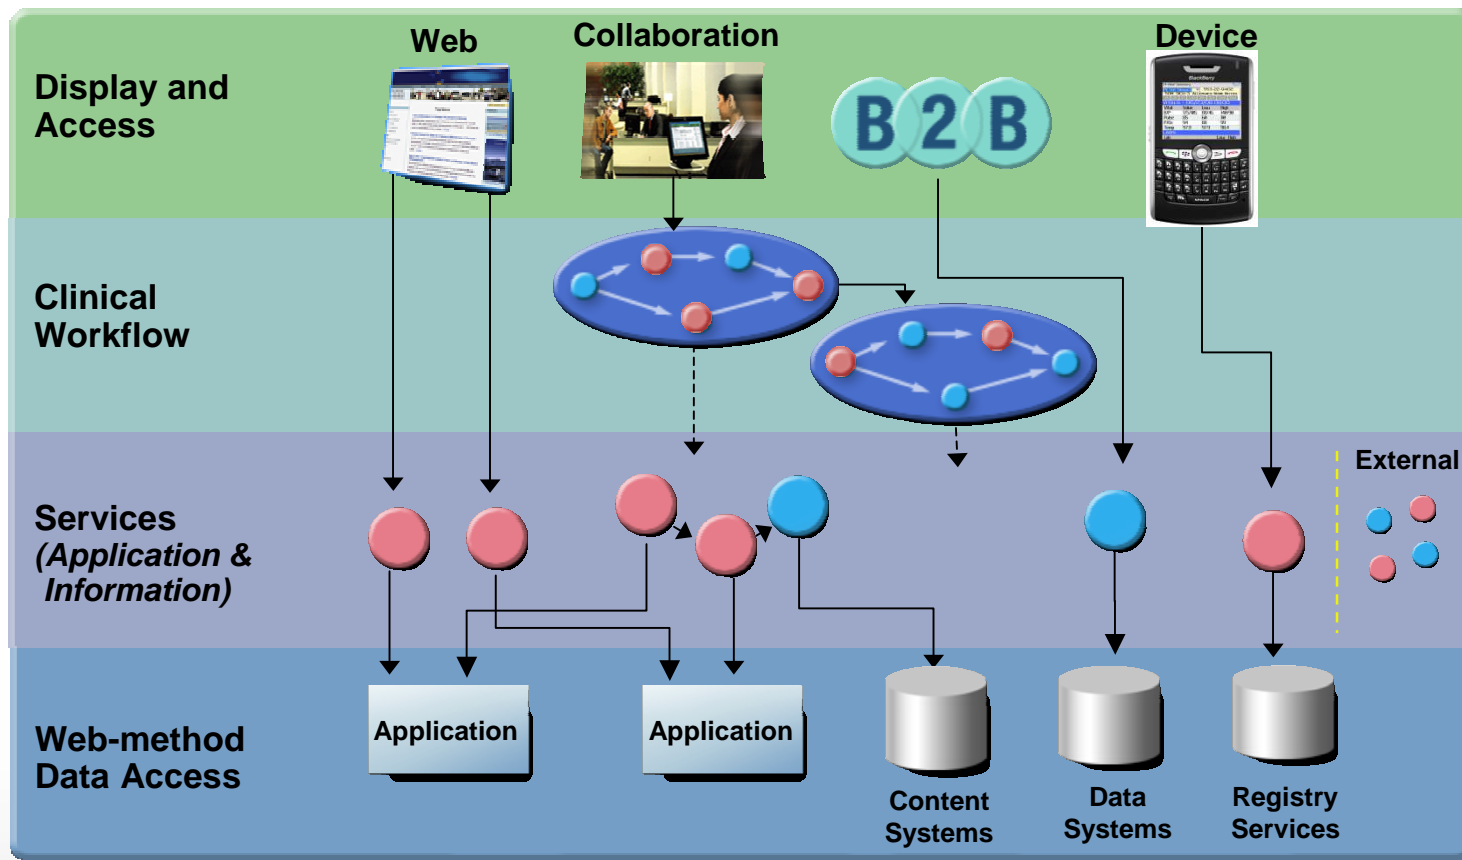 Web
Collaboration
Device
Display and
Access
B2B
BlackBerry
Clinical
Workflow
External
Services
(Application &
Information)
Web-method
Data Access
Application
Application
Content
Systems
Data
Systems
Registry
Services